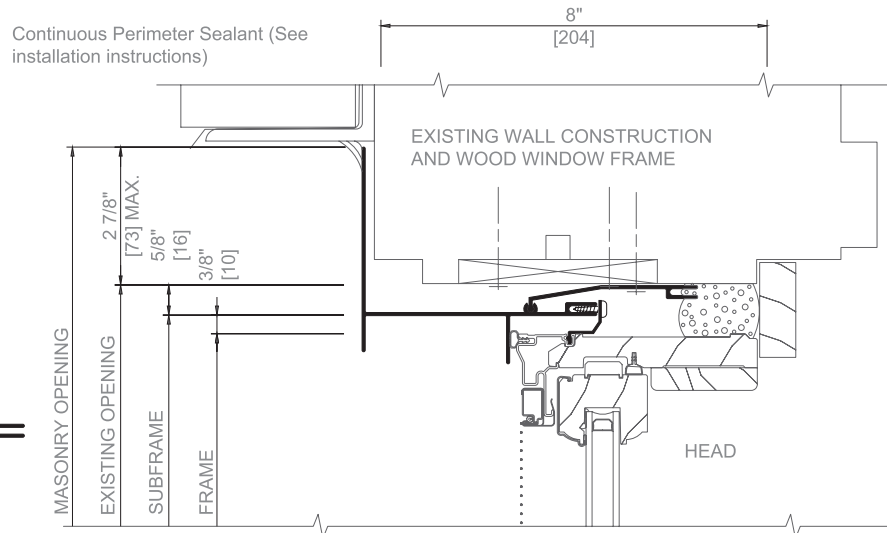 8"
[204]
Continuous Perimeter Sealant (See
installation instructions)
EXISTING WALL CONSTRUCTION
AND WOOD WINDOW FRAME
2 7/8"
[73] MAX.
5/8"
[16]
3/8"
[10]
MASONRY OPENING
EXISTING OPENING
SUBFRAME
FRAME
HEAD